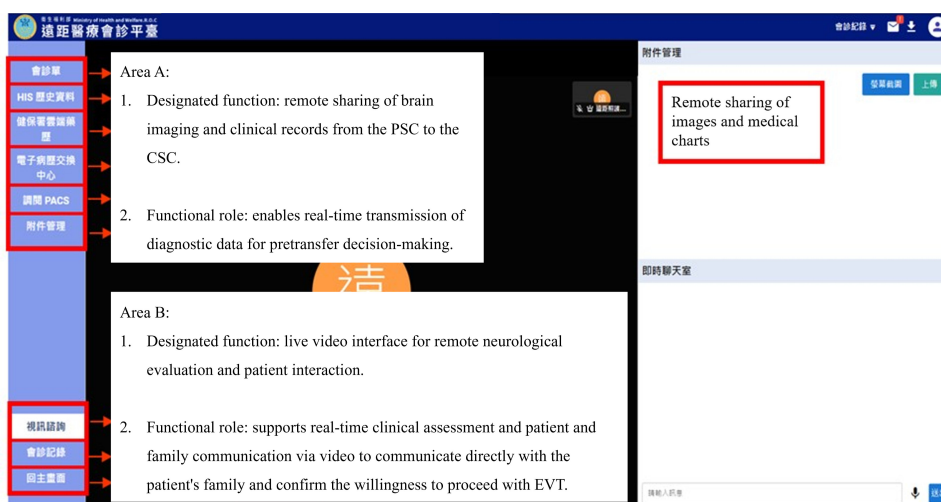 衛生福利部 Ministry of Health and Welfare R.O.C
遠距醫療會診平臺
會診紀錄 ▼
會診單
HIS 歷史資料
健保署雲端藥
歷
電子病歷交換
中心
調閱 PACS
附件管理
Area A:
1. Designated function: remote sharing of brain
imaging and clinical records from the PSC to the
CSC.
2. Functional role: enables real-time transmission of
diagnostic data for pretransfer decision-making.
遠
Area B:
1. Designated function: live video interface for remote neurological
evaluation and patient interaction.
2. Functional role: supports real-time clinical assessment and patient and
family communication via video to communicate directly with the
patient's family and confirm the willingness to proceed with EVT.
視訊諮詢
會診記錄
回主畫面
附件管理
螢幕截圖
上傳
Remote sharing of
images and medical
charts
即時聊天室
請輸入訊息